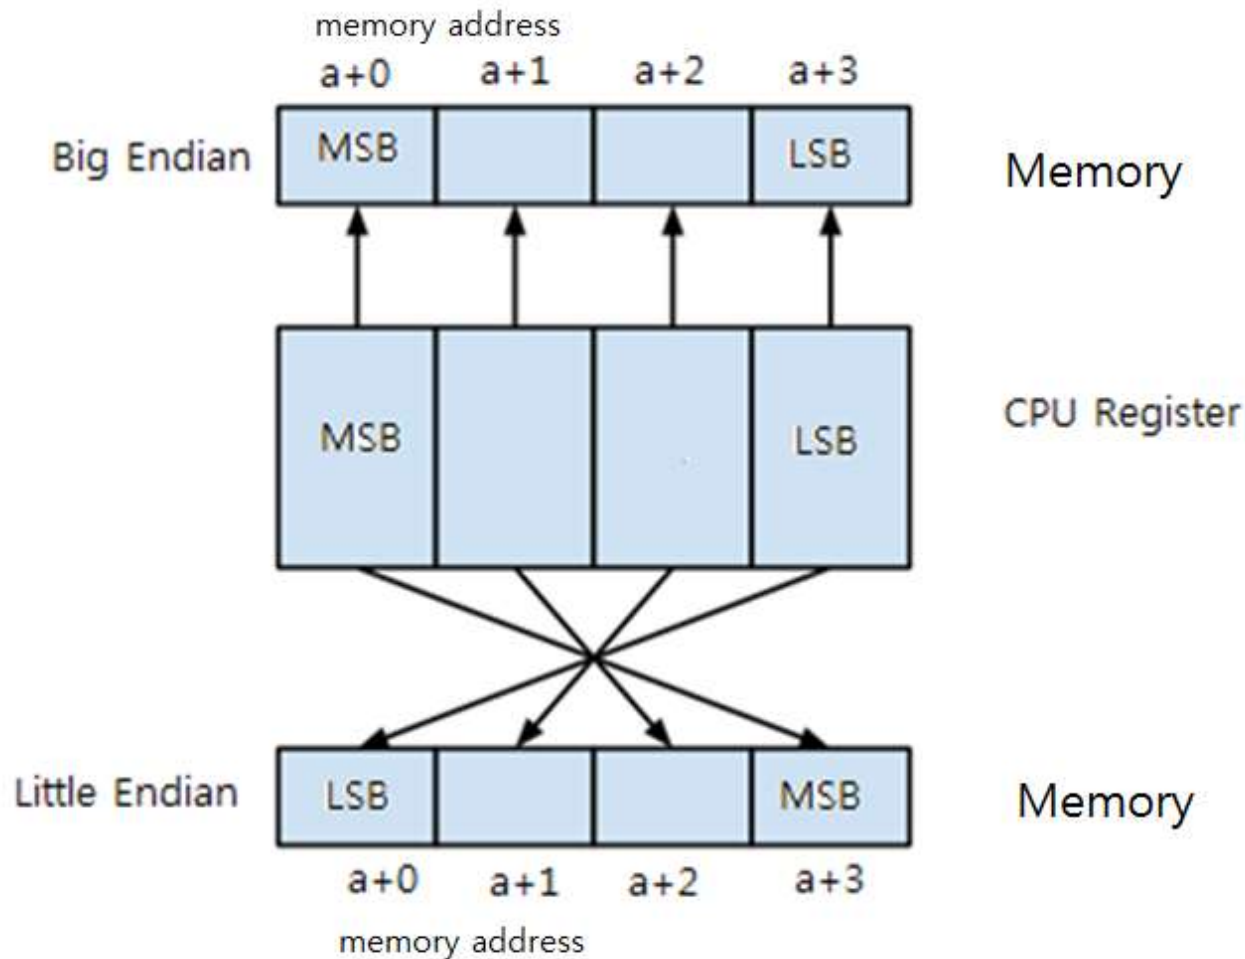 memory address
a+0 a+1 a+2 a+3
Big Endian MSB LSB Memory
MSB LSB CPU Register
Little Endian LSB MSB Memory
a+0 a+1 a+2 a+3
memory address